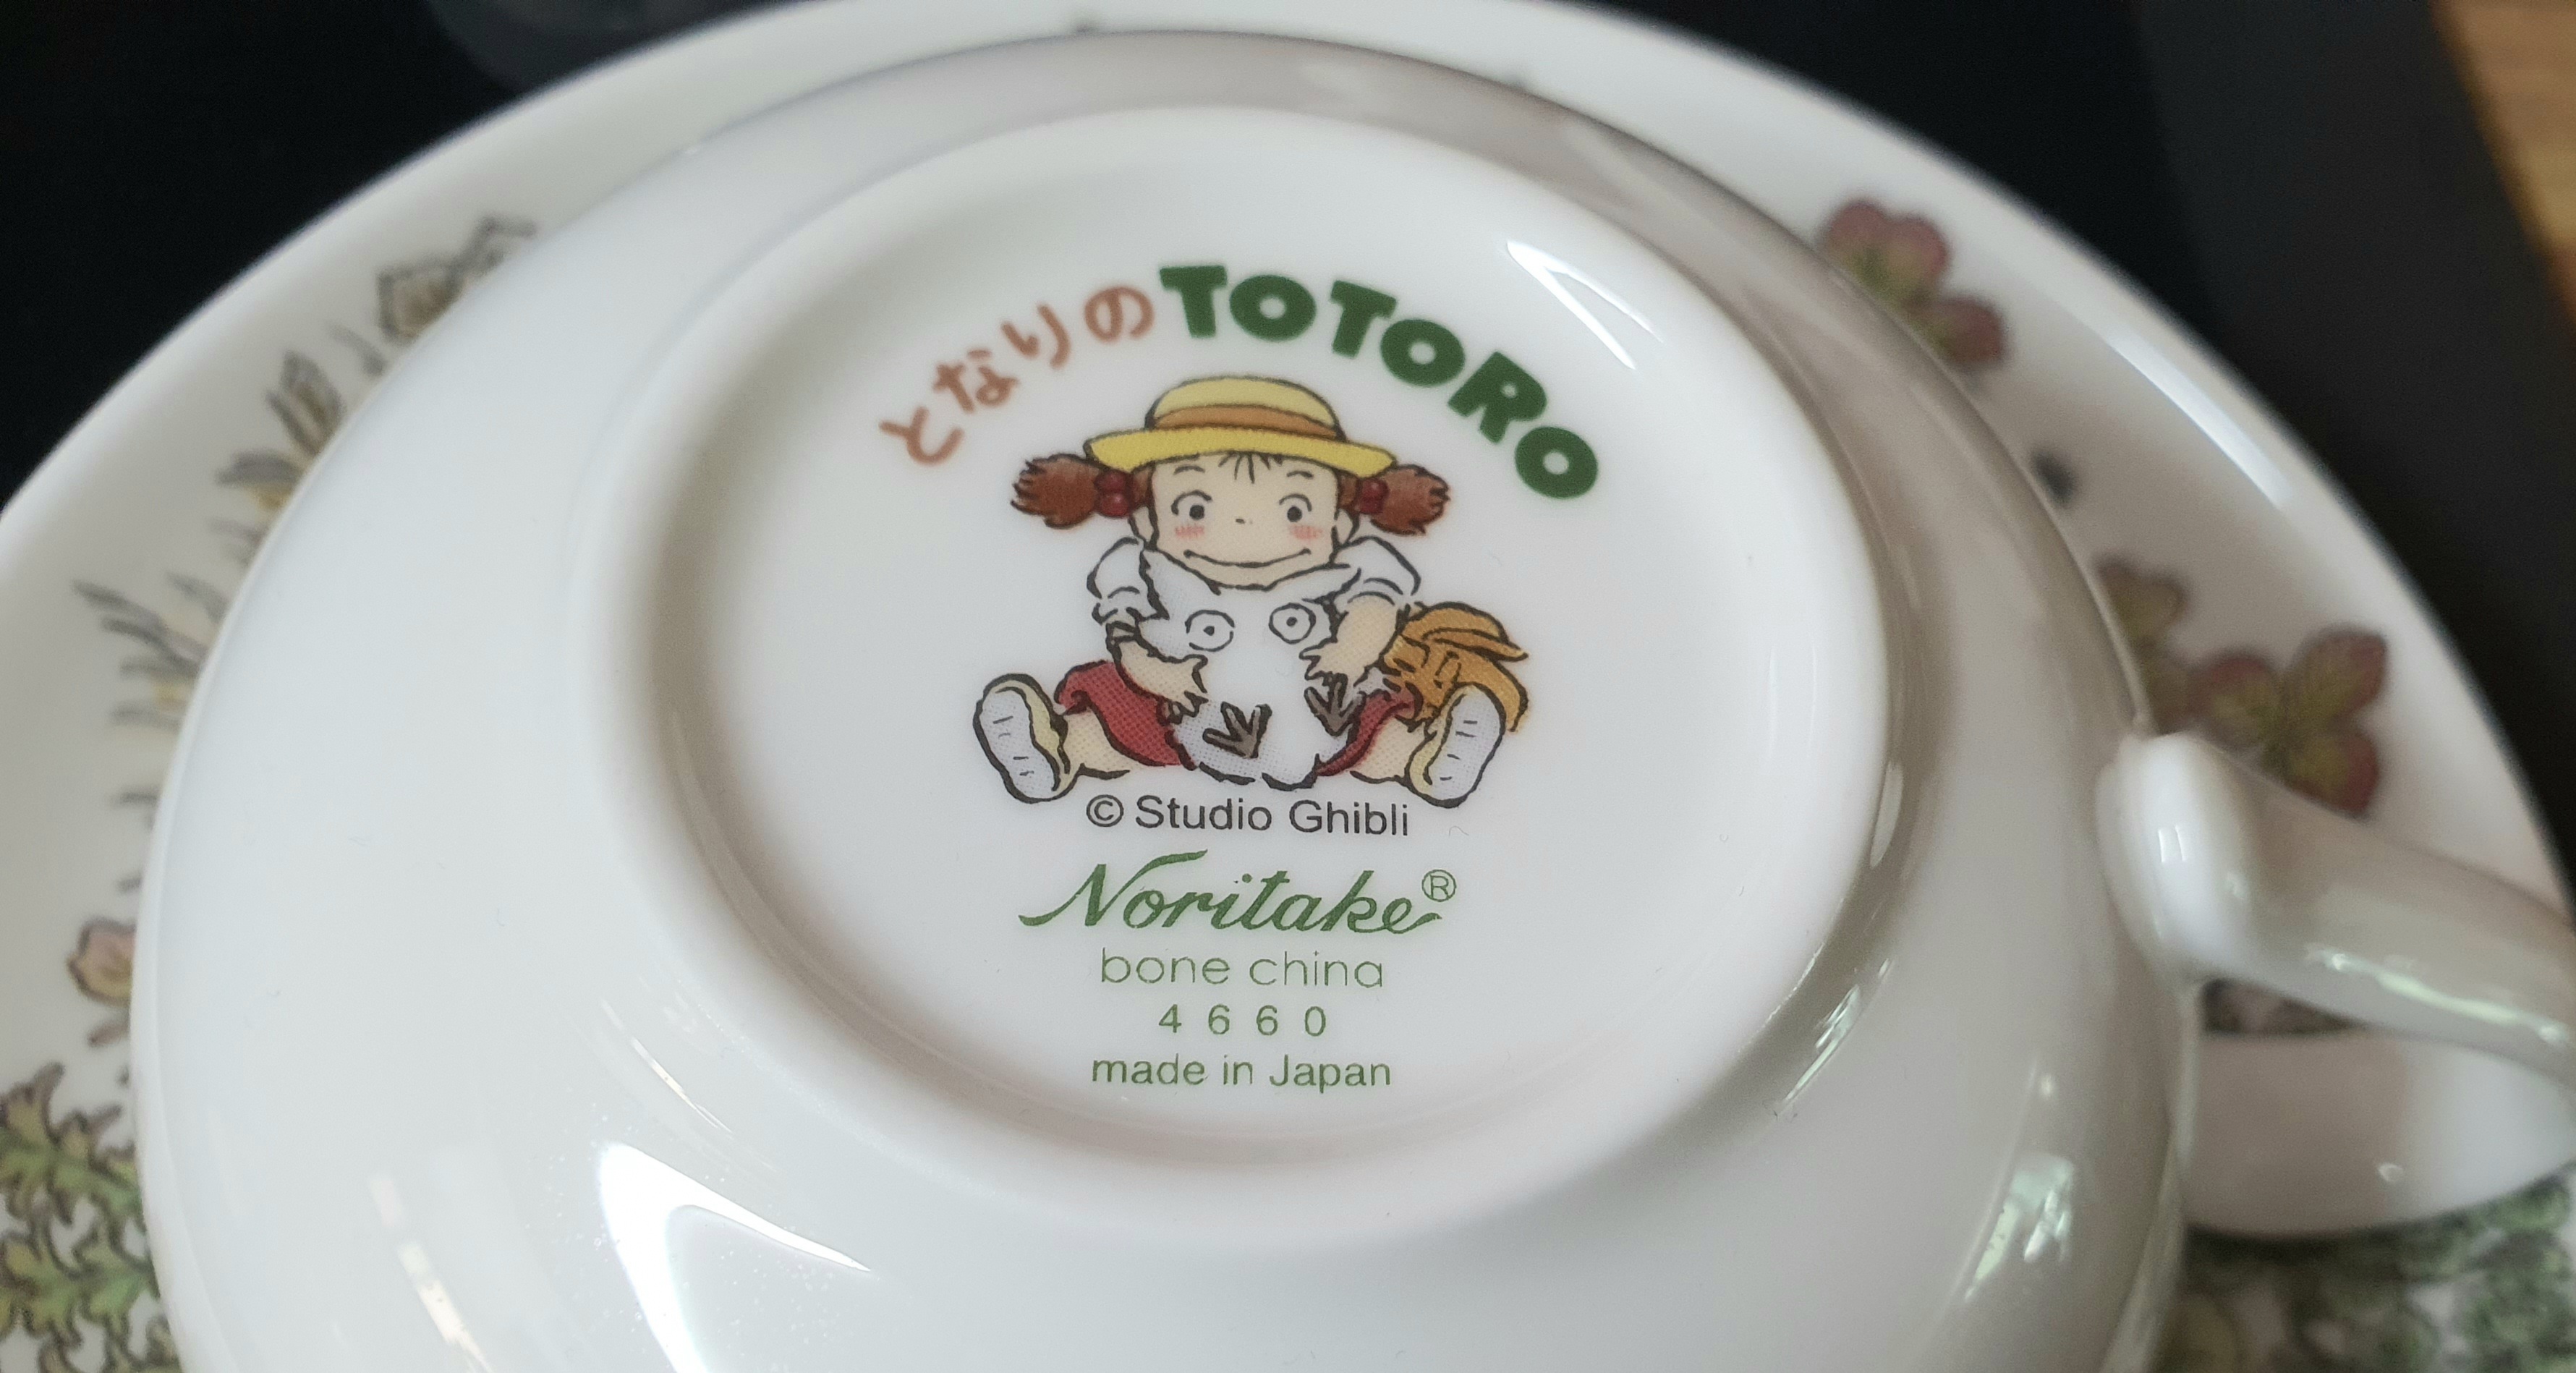 となりのTOTORO
© Studio Ghibli
Noritake®
bone china
4660
made in Japan